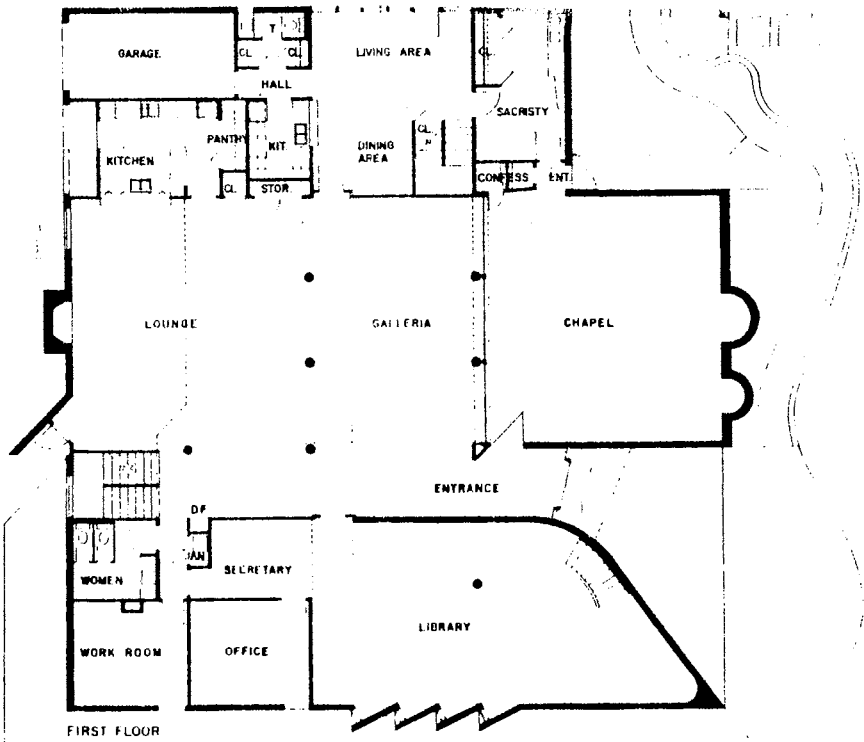 T
GARAGE
CL.
CL.
LIVING AREA
CL.
HALL
SACRISTY
PANTRY
KIT.
CL.
DINING
AREA
KITCHEN
CL.
STOR.
CONFESS
ENT.
LOUNGE
GALLERIA
CHAPEL
ENTRANCE
D F
JAN
SECRETARY
WOMEN
LIBRARY
WORK ROOM
OFFICE
FIRST FLOOR